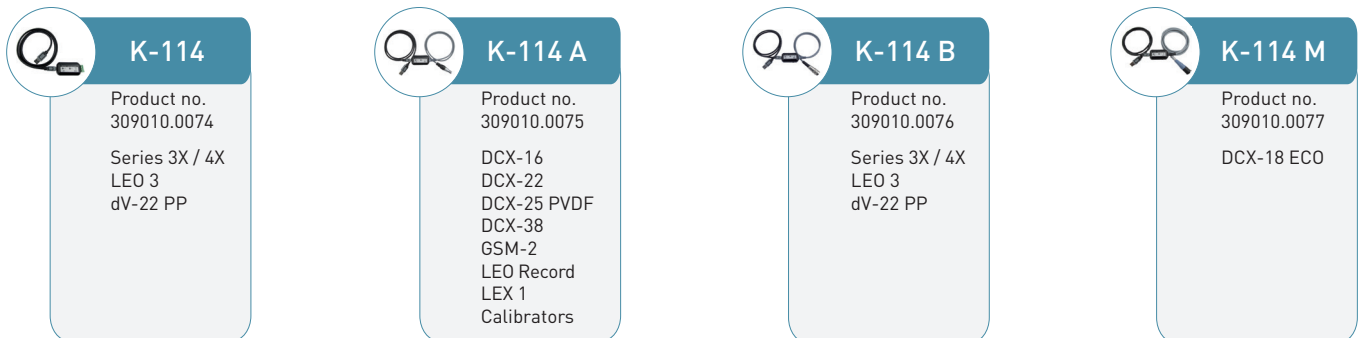 K-114
Product no.
309010.0074
Series 3X / 4X
LEO 3
dV-22 PP
K-114 A
Product no.
309010.0075
DCX-16
DCX-22
DCX-25 PVDF
DCX-38
GSM-2
LEO Record
LEX 1
Calibrators
K-114 B
Product no.
309010.0076
Series 3X / 4X
LEO 3
dV-22 PP
K-114 M
Product no.
309010.0077
DCX-18 ECO